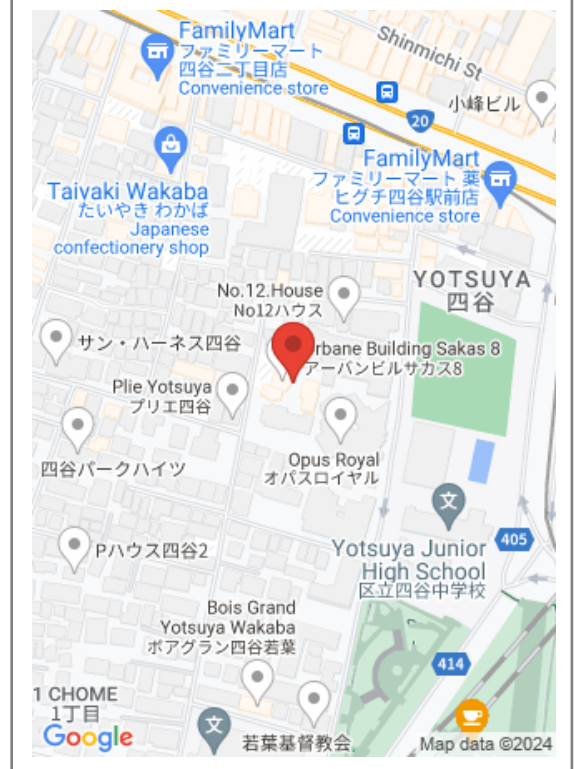 FamilyMart
ファミリーマート
四谷二丁目店
Convenience store
Shinmichi St
小峰ビル
20
Taiyaki Wakaba
たいやき わかば
Japanese
confectionery shop
FamilyMart
ファミリーマート 薬
ヒグチ四谷駅前店
Convenience store
YOTSUYA
四谷
No.12.House
No12ハウス
サン・ハーネス四谷
rbane Building Sakas 8
アーバンビルサカス8
Plie Yotsuya
プリエ四谷
四谷パークハイツ
Opus Royal
オパスロイヤル
文
Pハウス四谷2
Yotsuya Junior
High School
区立四谷中学校
405
Bois Grand
Yotsuya Wakaba
ボアグラン四谷若葉
414
1 CHOME
1丁目
文
若葉基督教会
Google
Map data ©2024